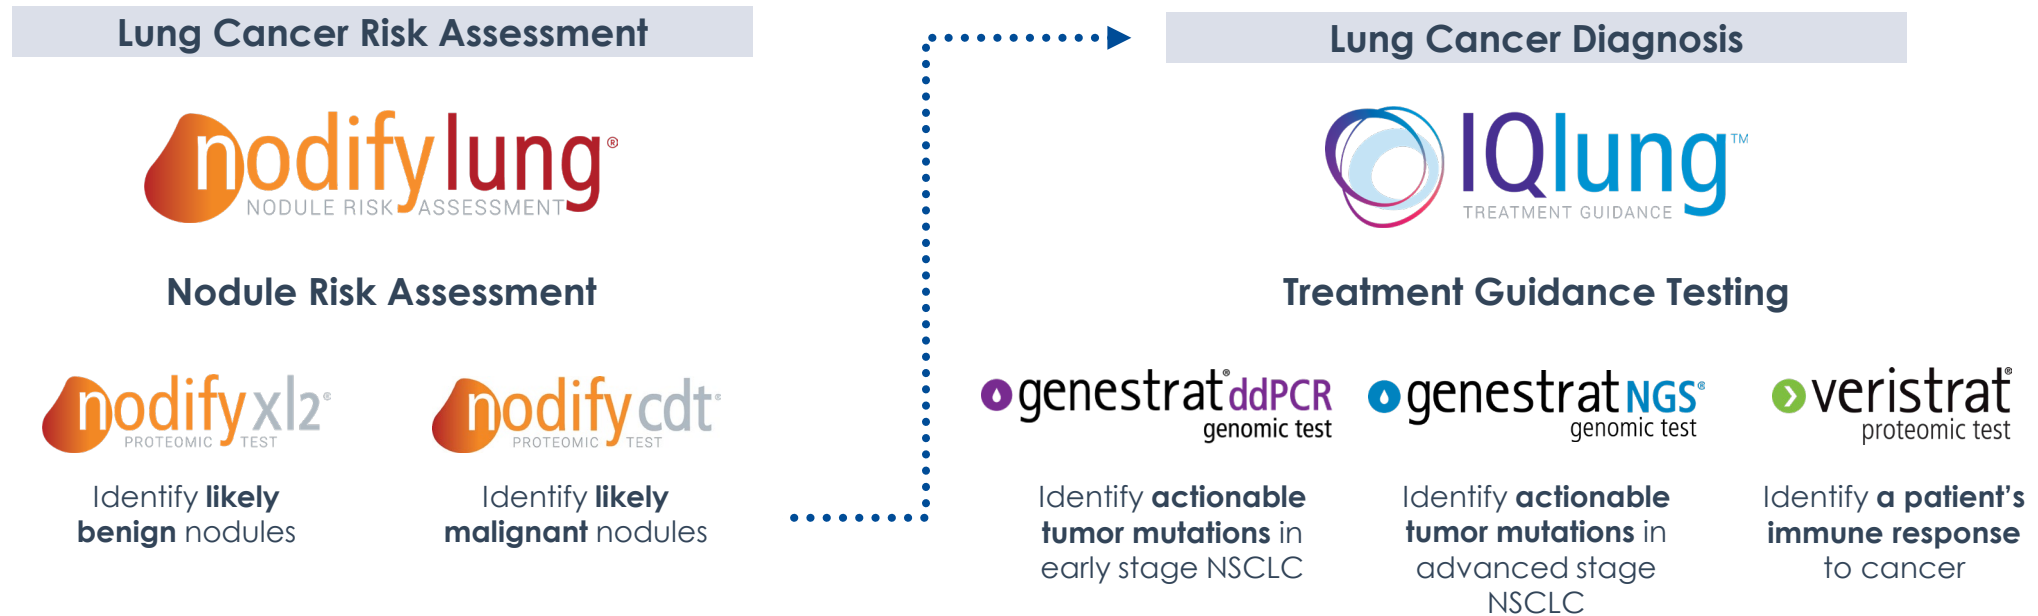 Lung Cancer Risk Assessment
nodifylung®
NODULE RISK ASSESSMENT
Nodule Risk Assessment
nodifyxl2®
PROTEOMIC TEST
Identify likely
benign nodules
nodifycdt®
PROTEOMIC TEST
Identify likely
malignant nodules
Lung Cancer Diagnosis
IQlung™
TREATMENT GUIDANCE
Treatment Guidance Testing
genestrat®ddPCR
genomic test
Identify actionable
tumor mutations in
early stage NSCLC
genestratNGS®
genomic test
Identify actionable
tumor mutations in
advanced stage
NSCLC
veristrat®
proteomic test
Identify a patient’s
immune response
to cancer